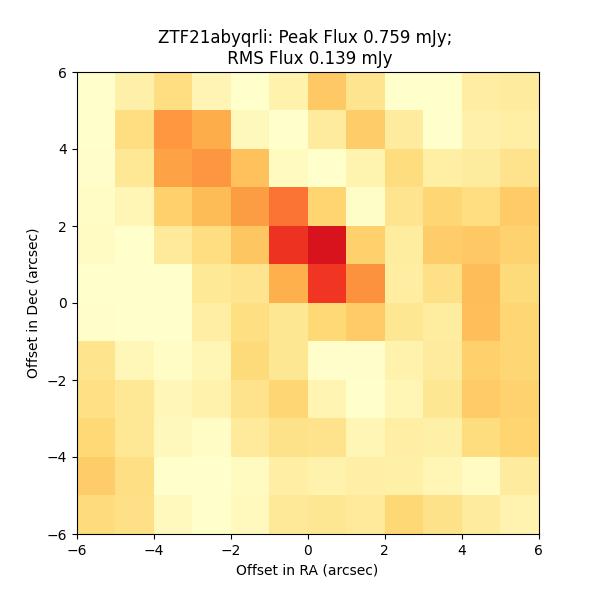 ZTF21abyqrli: Peak Flux 0.759 mJy;
RMS Flux 0.139 mJy
6
4
2
0
−2
−4
−6
Offset in Dec (arcsec)
−6 −4 −2 0 2 4 6
Offset in RA (arcsec)